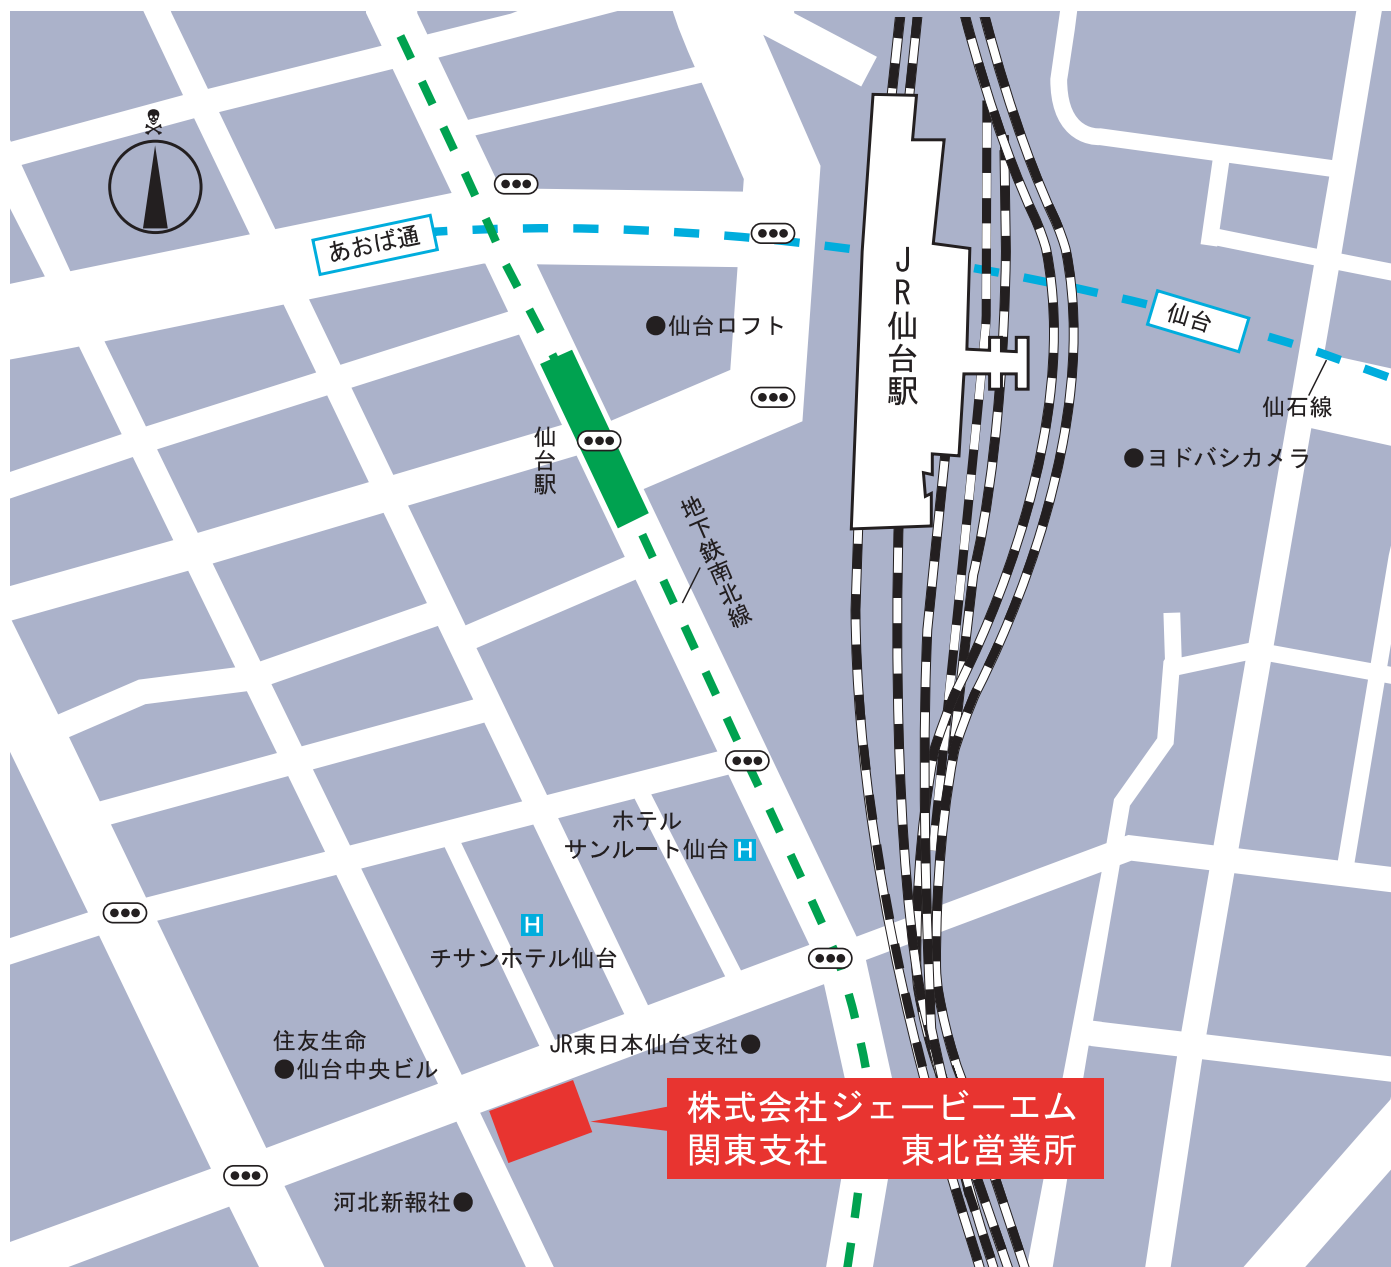 あおば通
仙台ロフト
JR仙台駅
仙台
仙石線
ヨドバシカメラ
仙台駅
地下鉄南北線
ホテル
サンルート仙台
H
H
チサンホテル仙台
住友生命
仙台中央ビル
JR東日本仙台支社
株式会社ジェービーエム
関東支社　　東北営業所
河北新報社